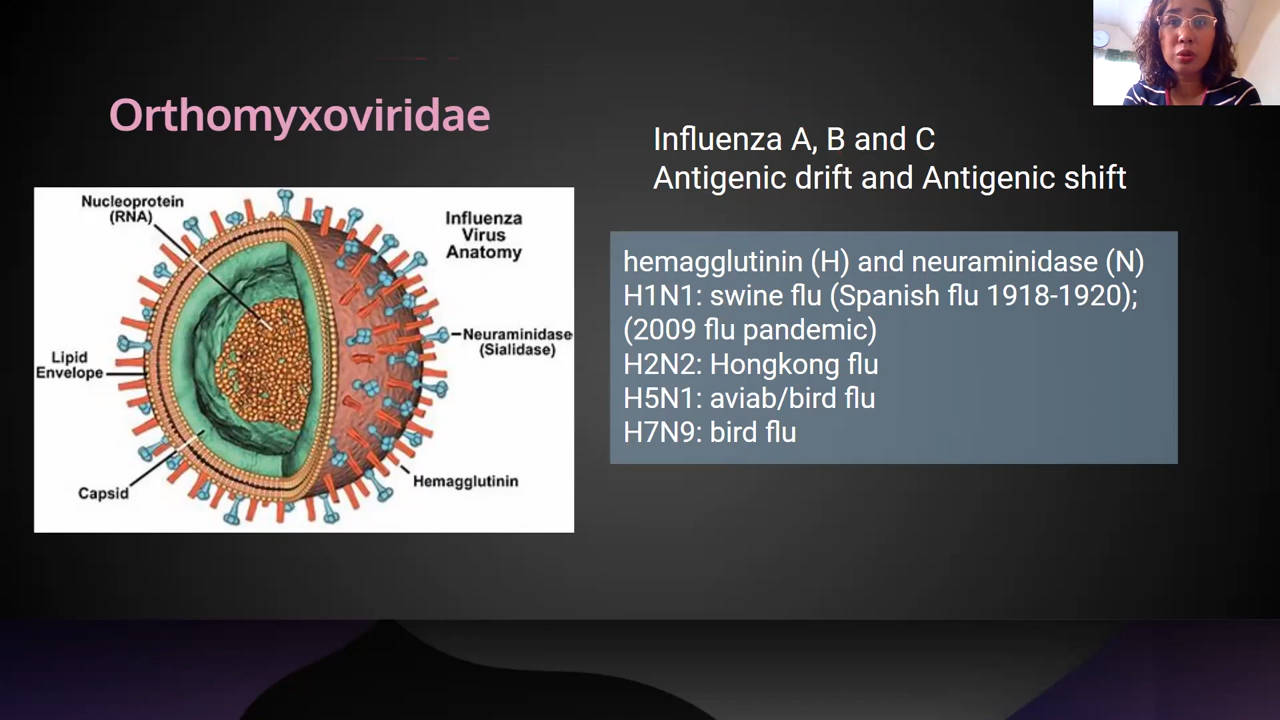 Orthomyxoviridae
Influenza A, B and C
Antigenic drift and Antigenic shift
Nucleoprotein
(RNA)
Influenza
Virus
Anatomy
Neuraminidase
(Sialidase)
Lipid
Envelope
Hemagglutinin
Capsid
hemagglutinin (H) and neuraminidase (N)
H1N1: swine flu (Spanish flu 1918-1920);
(2009 flu pandemic)
H2N2: Hongkong flu
H5N1: aviab/bird flu
H7N9: bird flu